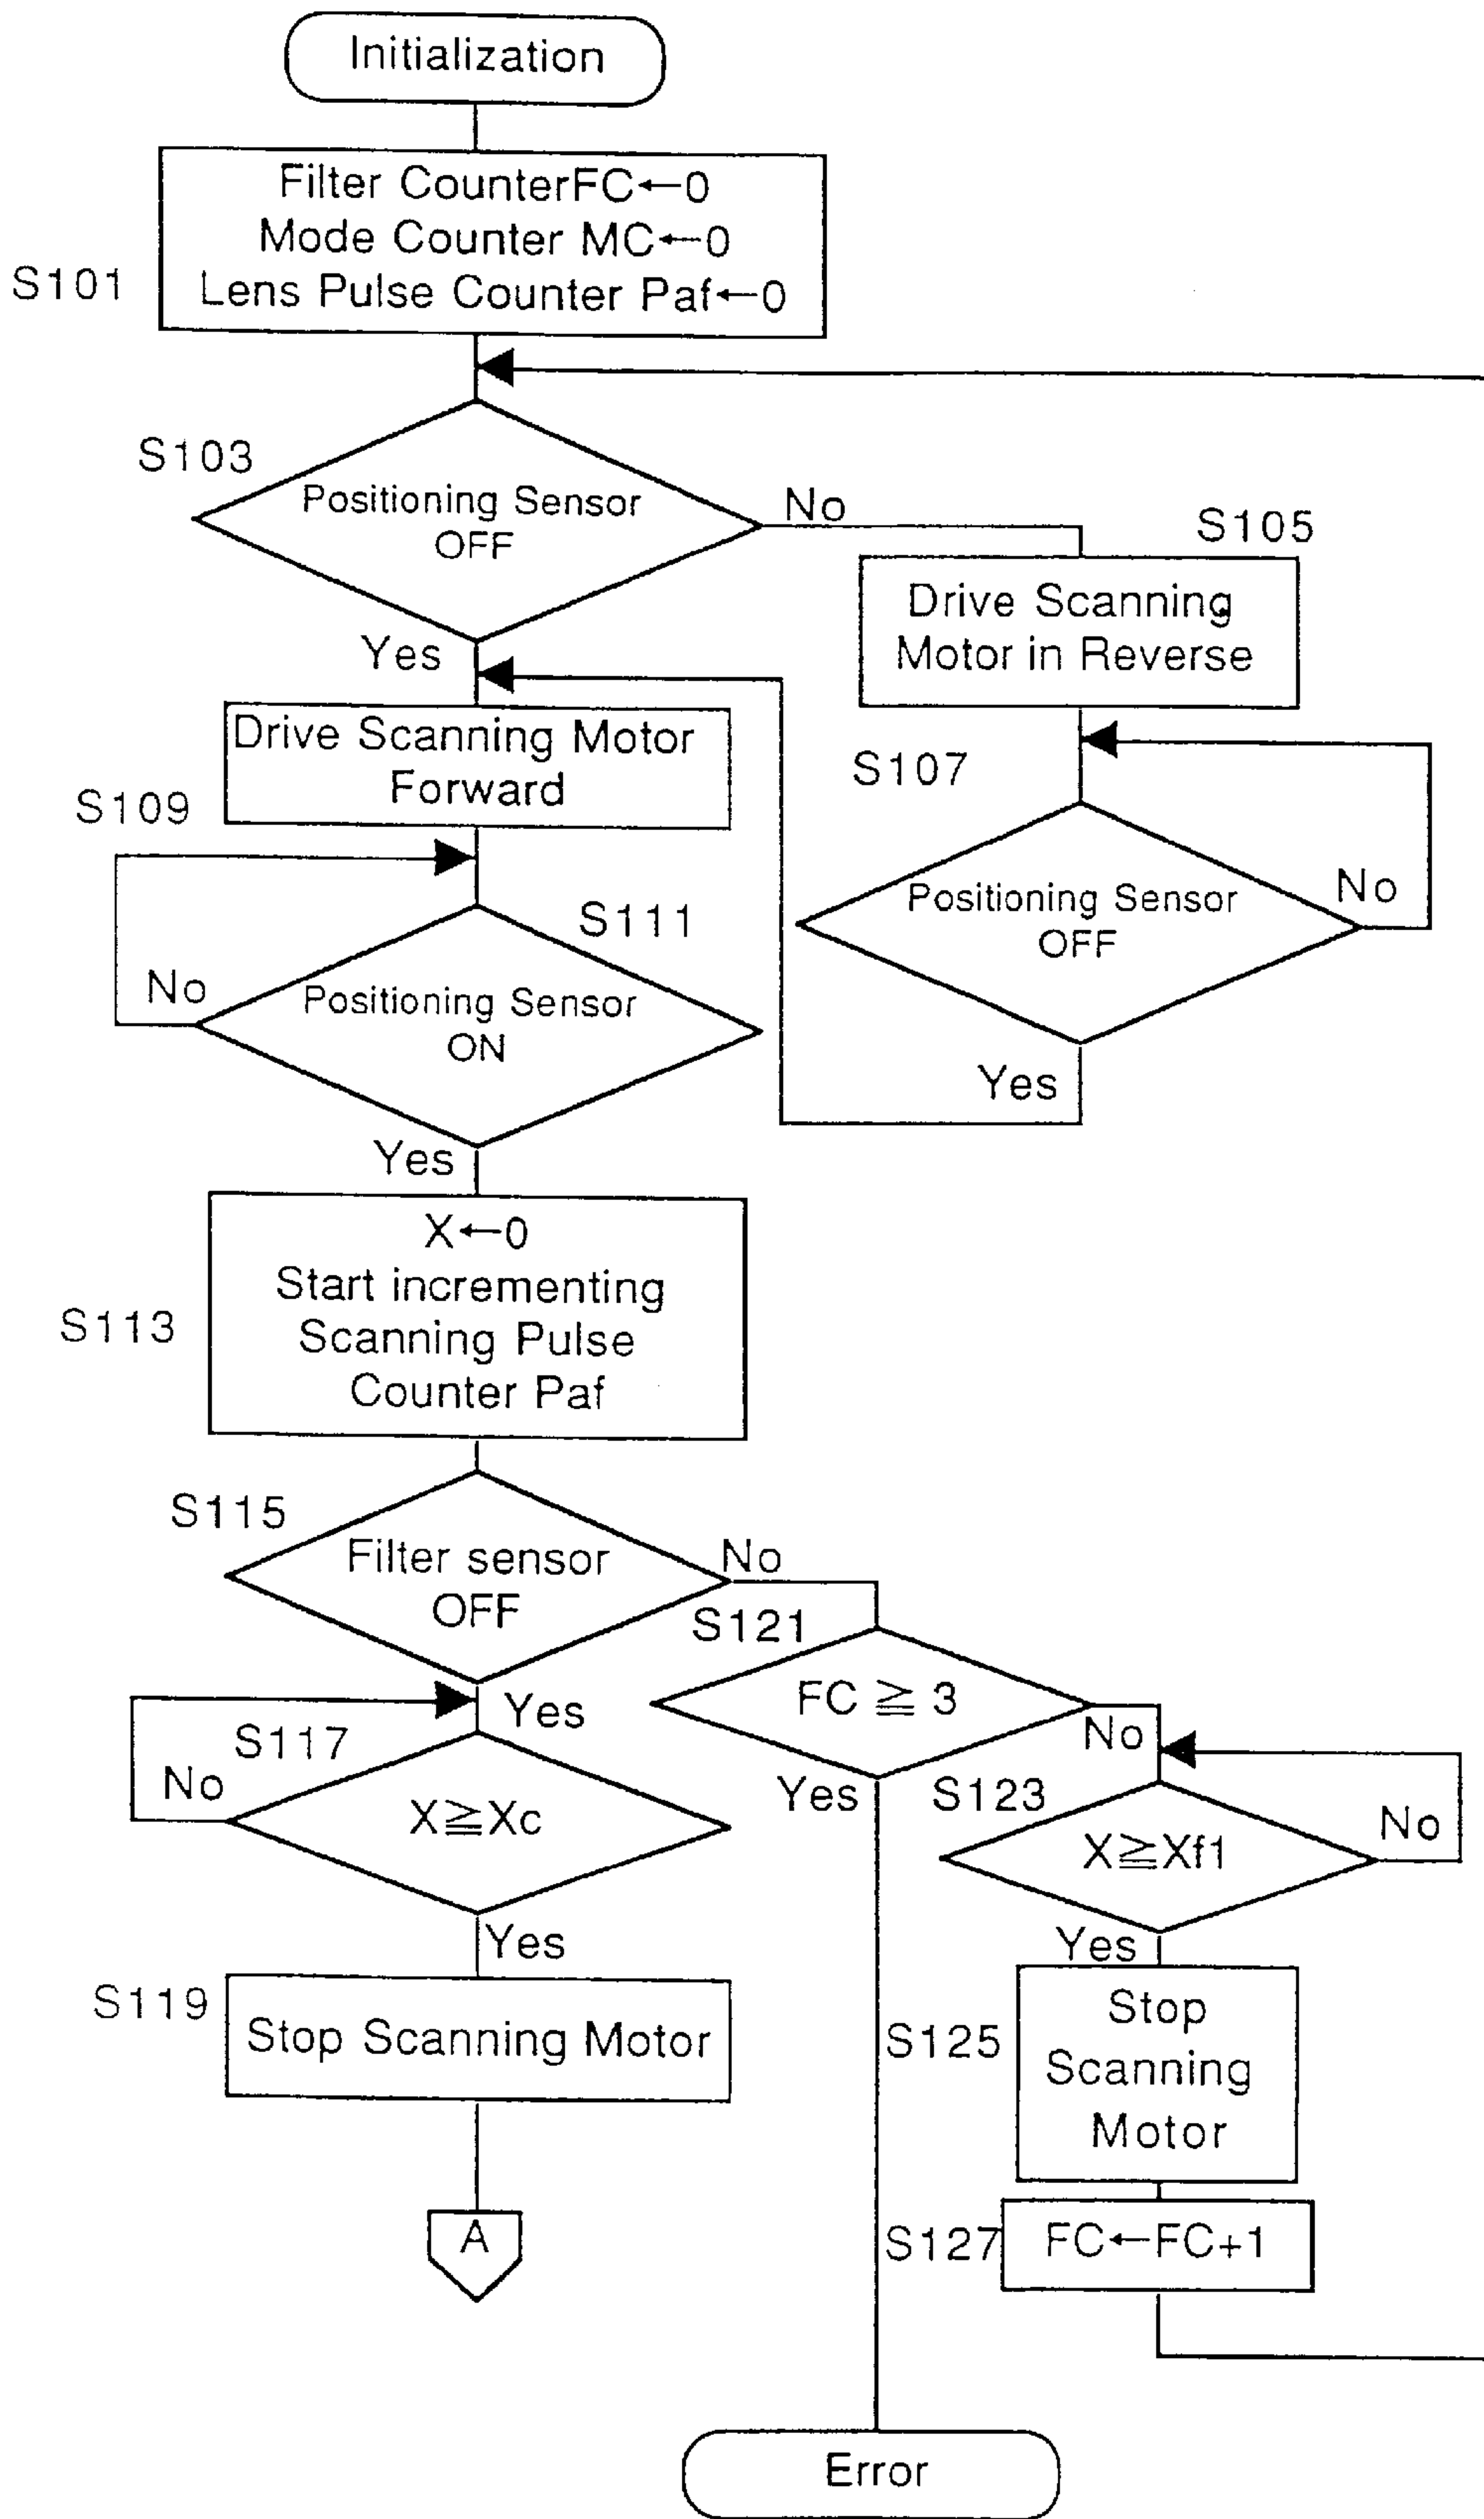 Initialization
Filter CounterFC←0
Mode Counter MC←0
Lens Pulse Counter Paf←0
S101
S103
Positioning Sensor
OFF
No
Yes
S105
Drive Scanning
Motor in Reverse
S107
Positioning Sensor
OFF
No
Yes
Drive Scanning Motor
Forward
S109
S111
Positioning Sensor
ON
No
Yes
X←0
Start incrementing
Scanning Pulse
Counter Paf
S113
S115
Filter sensor
OFF
No
Yes
S117
No
X≧Xc
Yes
S119
Stop Scanning Motor
A
S121
FC ≧ 3
No
Yes
S123
X≧Xf1
No
Yes
S125
Stop
Scanning
Motor
S127
FC←FC+1
Error